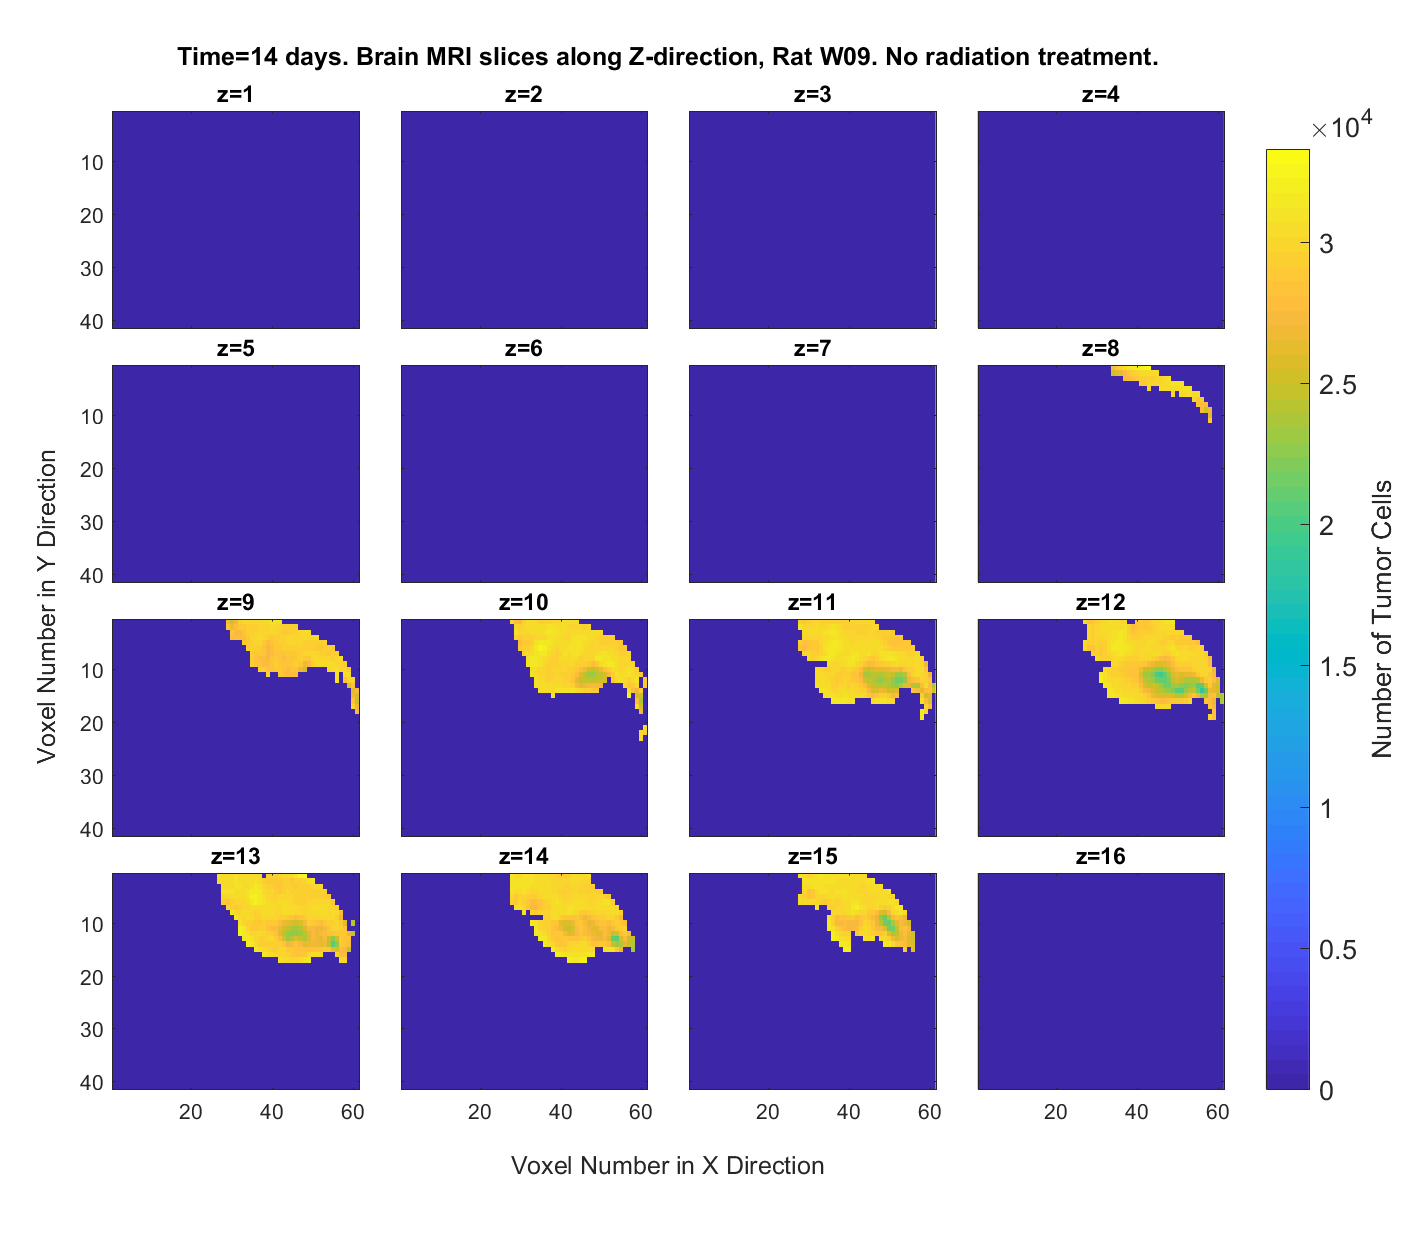 Time=14 days. Brain MRI slices along Z-direction, Rat W09. No radiation treatment.
z=1 z=2 z=3 z=4
×10^4
10
20
30
40
z=5 z=6 z=7 z=8
10
20
30
40
z=9 z=10 z=11 z=12
10
20
30
40
z=13 z=14 z=15 z=16
10
20
30
40
20 40 60 20 40 60 20 40 60 20 40 60
Voxel Number in X Direction
Voxel Number in Y Direction
3
2.5
2
1.5
1
0.5
0
Number of Tumor Cells